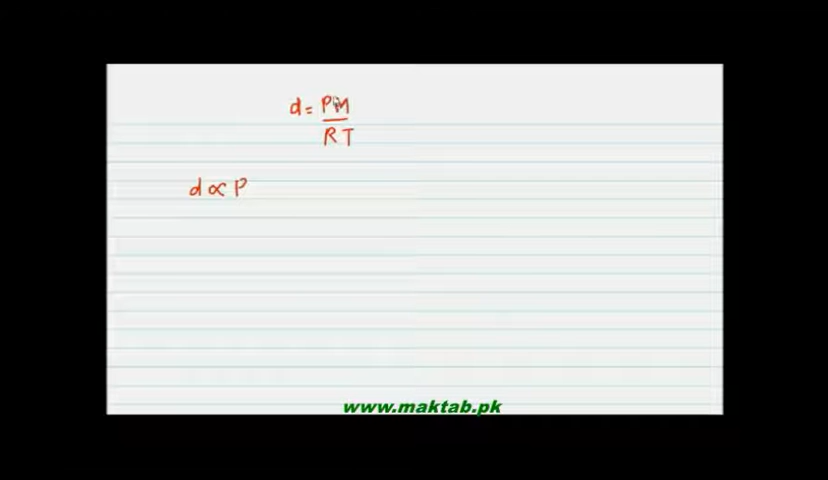 d = PM
RT
d ∝ P
www.maktab.pk